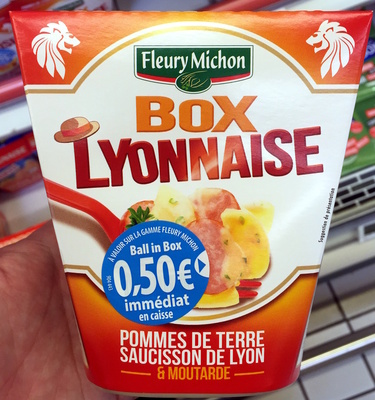 Fleury Michon
BOX
LYONNAISE
À VALOIR SUR LA GAMME FLEURY MICHON
Ball in Box
0,50€
immédiat
en caisse
Suggestion de présentation
POMMES DE TERRE
SAUCISSON DE LYON
& MOUTARDE